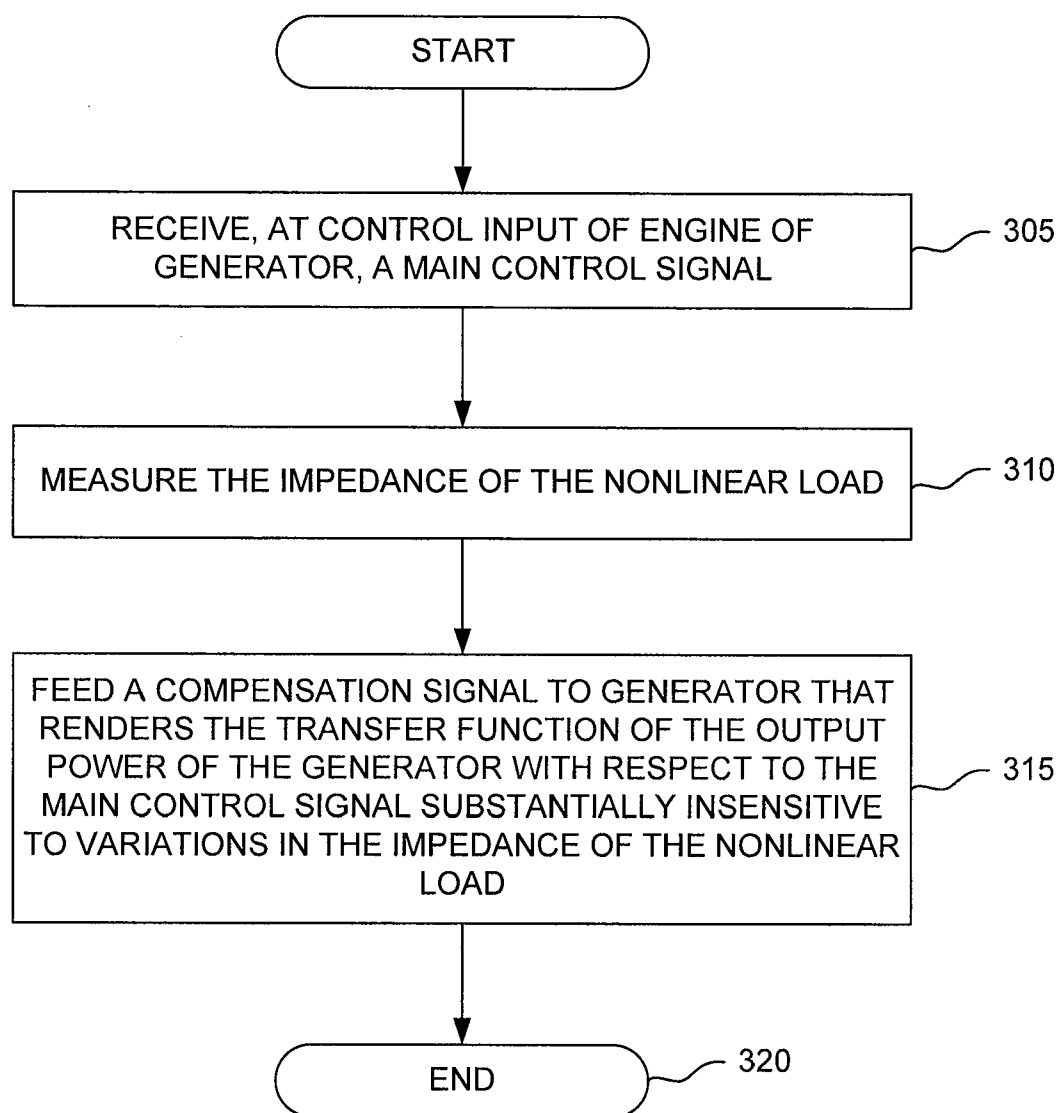 START
RECEIVE, AT CONTROL INPUT OF ENGINE OF
GENERATOR, A MAIN CONTROL SIGNAL
305
MEASURE THE IMPEDANCE OF THE NONLINEAR LOAD
310
FEED A COMPENSATION SIGNAL TO GENERATOR THAT
RENDERS THE TRANSFER FUNCTION OF THE OUTPUT
POWER OF THE GENERATOR WITH RESPECT TO THE
MAIN CONTROL SIGNAL SUBSTANTIALLY INSENSITIVE
TO VARIATIONS IN THE IMPEDANCE OF THE NONLINEAR
LOAD
315
END
320